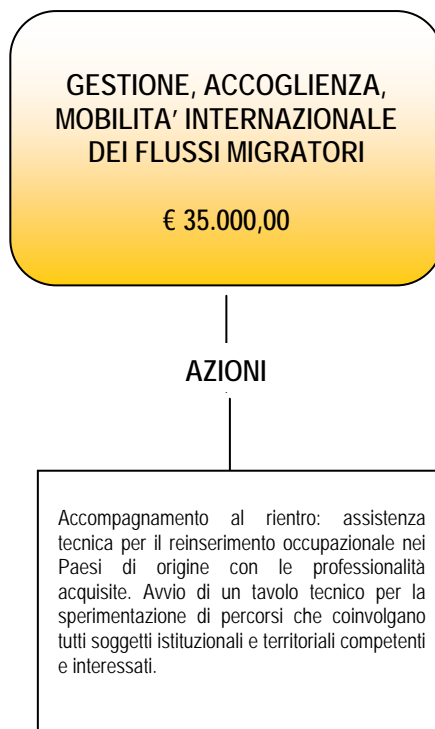 GESTIONE, ACCOGLIENZA,
MOBILITA' INTERNAZIONALE
DEI FLUSSI MIGRATORI
€ 35.000,00
AZIONI
Accompagnamento al rientro: assistenza
tecnica per il reinserimento occupazionale nei
Paesi di origine con le professionalità
acquisite. Avvio di un tavolo tecnico per la
sperimentazione di percorsi che coinvolgano
tutti soggetti istituzionali e territoriali competenti
e interessati.